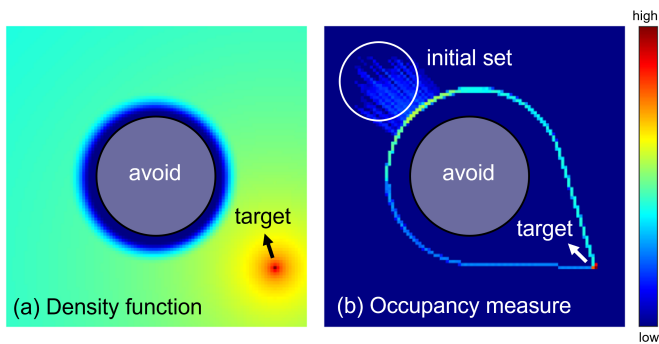 high
initial set
avoid
avoid
target
target
(a) Density function
(b) Occupancy measure
low